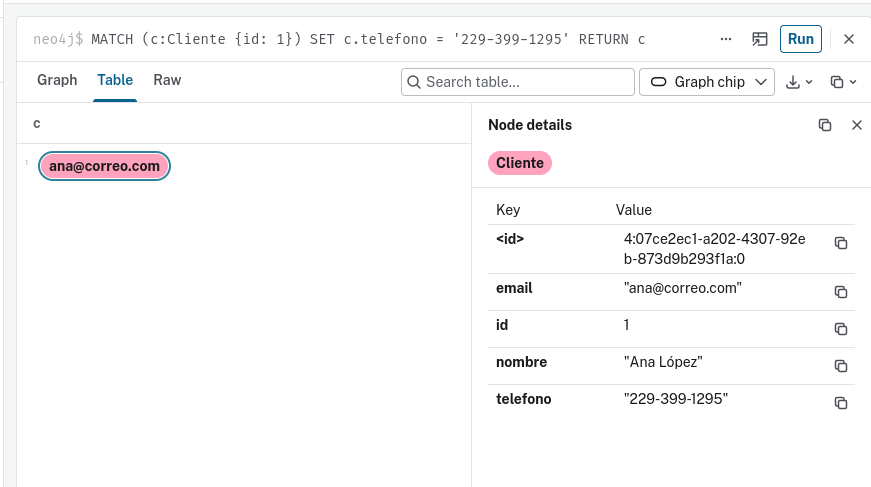 neo4j$ MATCH (c:Cliente {id: 1}) SET c.telefono = '229-399-1295' RETURN c
Run
Graph Table Raw
Search table...
Graph chip
c
1
ana@correo.com
Node details
Cliente
Key Value
<id> 4:07ce2ec1-a202-4307-92e
b-873d9b293f1a:0
email "ana@correo.com"
id 1
nombre "Ana López"
telefono "229-399-1295"